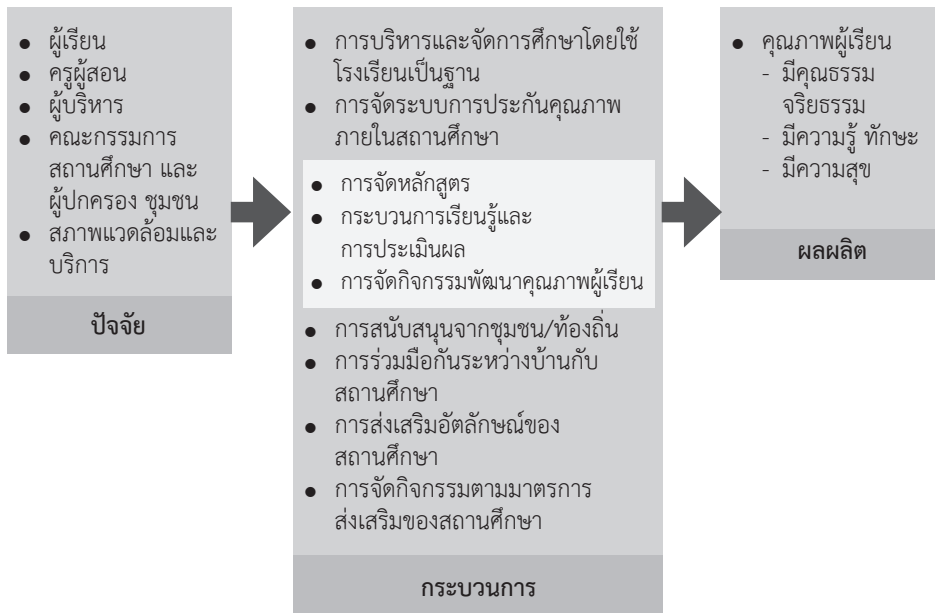 ● ผู้เรียน
● ครูผู้สอน
● ผู้บริหาร
● คณะกรรมการ
สถานศึกษา และ
ผู้ปกครอง ชุมชน
● สภาพแวดล้อมและ
บริการ
ปัจจัย
● การบริหารและจัดการศึกษาโดยใช้
โรงเรียนเป็นฐาน
● การจัดระบบการประกันคุณภาพ
ภายในสถานศึกษา
● การจัดหลักสูตร
● กระบวนการเรียนรู้และ
การประเมินผล
● การจัดกิจกรรมพัฒนาคุณภาพผู้เรียน
● การสนับสนุนจากชุมชน/ท้องถิ่น
● การร่วมมือกันระหว่างบ้านกับ
สถานศึกษา
● การส่งเสริมอัตลักษณ์ของ
สถานศึกษา
● การจัดกิจกรรมตามมาตรการ
ส่งเสริมของสถานศึกษา
กระบวนการ
● คุณภาพผู้เรียน
- มีคุณธรรม
จริยธรรม
- มีความรู้ ทักษะ
- มีความสุข
ผลผลิต